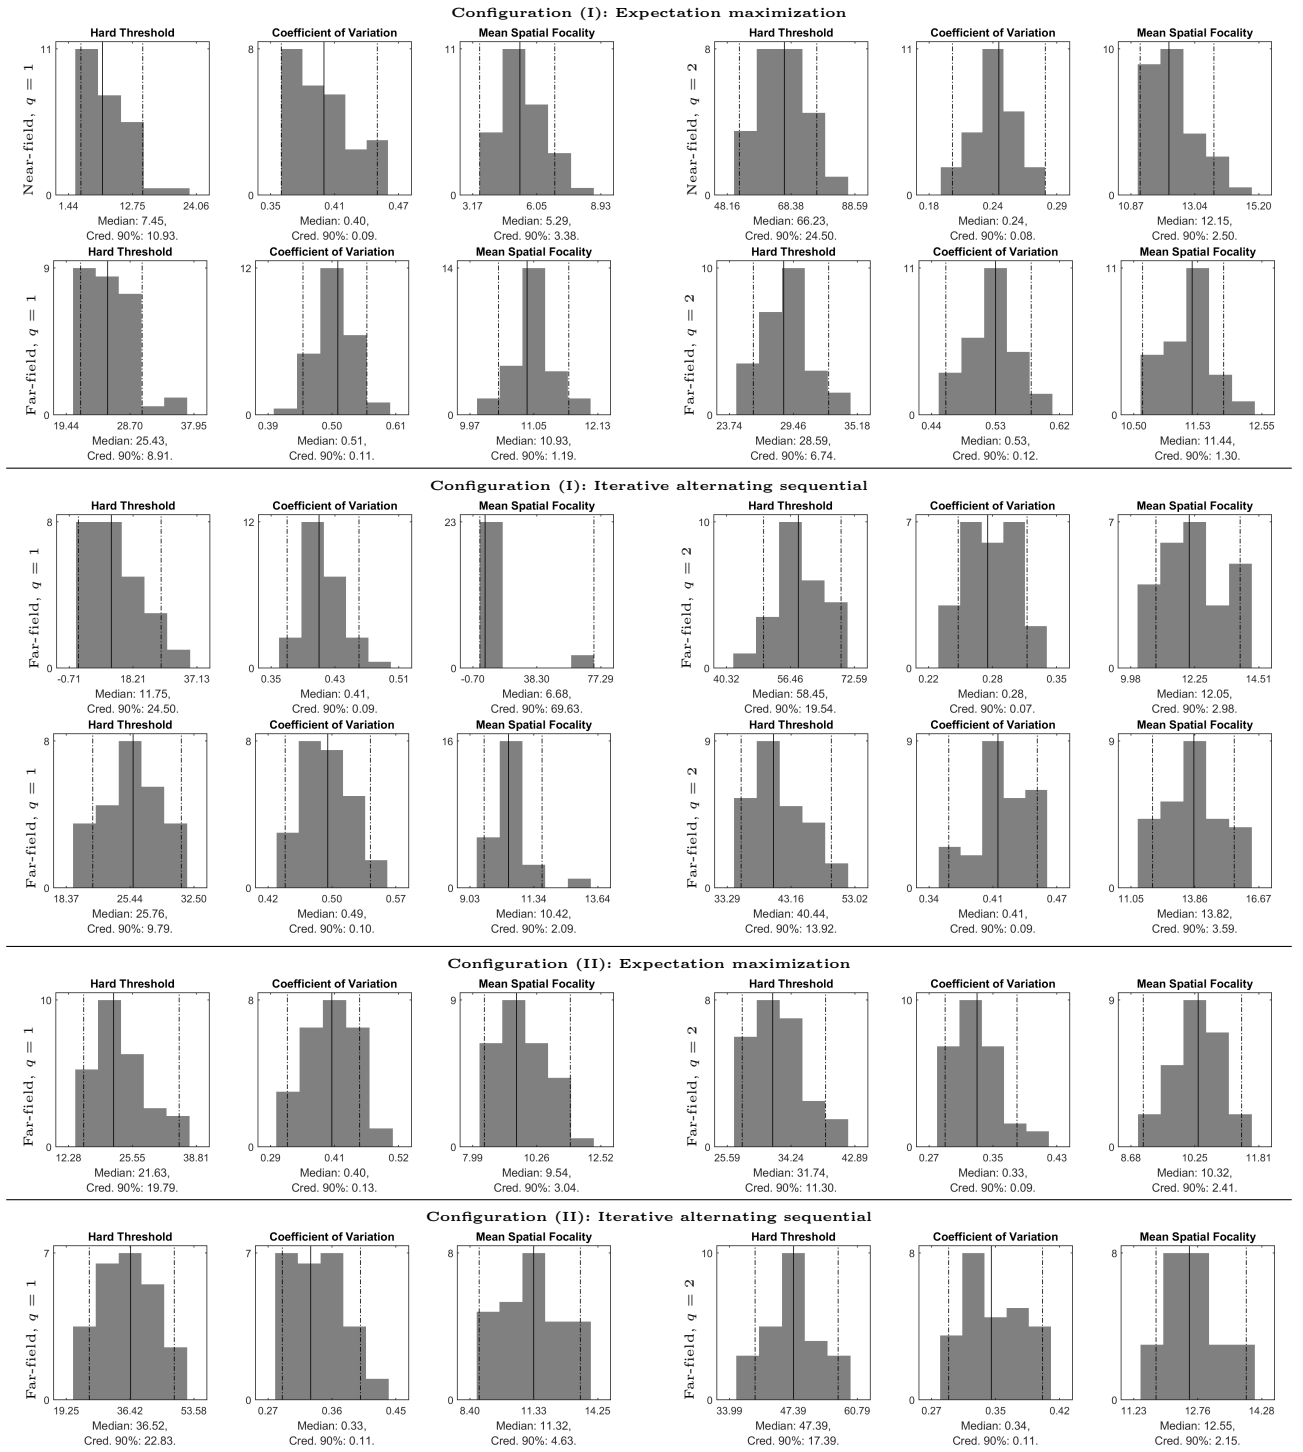 Configuration (I): Expectation maximization
Hard Threshold Coefficient of Variation Mean Spatial Focality Hard Threshold Coefficient of Variation Mean Spatial Focality
Near-field, q = 1
11 0 8 0 11 0
Near-field, q = 2
8 0 11 0 10 0
1.44 12.75 24.06 0.35 0.41 0.47 3.17 6.05 8.93 48.16 68.38 88.59 0.18 0.24 0.29 10.87 13.04 15.20
Median: 7.45, Median: 0.40, Median: 5.29, Median: 66.23, Median: 0.24, Median: 12.15,
Cred. 90%: 10.93. Cred. 90%: 0.09. Cred. 90%: 3.38. Cred. 90%: 24.50. Cred. 90%: 0.08. Cred. 90%: 2.50.
Hard Threshold Coefficient of Variation Mean Spatial Focality Hard Threshold Coefficient of Variation Mean Spatial Focality
Far-field, q = 1
9 0 12 0 14 0
Far-field, q = 2
10 0 11 0 11 0
19.44 28.70 37.95 0.39 0.50 0.61 9.97 11.05 12.13 23.74 29.46 35.18 0.44 0.53 0.62 10.50 11.53 12.55
Median: 25.43, Median: 0.51, Median: 10.93, Median: 28.59, Median: 0.53, Median: 11.44,
Cred. 90%: 8.91. Cred. 90%: 0.11. Cred. 90%: 1.19. Cred. 90%: 6.74. Cred. 90%: 0.12. Cred. 90%: 1.30.
Configuration (I): Iterative alternating sequential
Hard Threshold Coefficient of Variation Mean Spatial Focality Hard Threshold Coefficient of Variation Mean Spatial Focality
Far-field, q = 1
8 0 12 0 23 0
Far-field, q = 2
10 0 7 0 7 0
-0.71 18.21 37.13 0.35 0.43 0.51 -0.70 38.30 77.29 40.32 56.46 72.59 0.22 0.28 0.35 9.98 12.25 14.51
Median: 11.75, Median: 0.41, Median: 6.68, Median: 58.45, Median: 0.28, Median: 12.05,
Cred. 90%: 24.50. Cred. 90%: 0.09. Cred. 90%: 69.63. Cred. 90%: 19.54. Cred. 90%: 0.07. Cred. 90%: 2.98.
Hard Threshold Coefficient of Variation Mean Spatial Focality Hard Threshold Coefficient of Variation Mean Spatial Focality
Far-field, q = 1
8 0 8 0 16 0
Far-field, q = 2
9 0 9 0 9 0
18.37 25.44 32.50 0.42 0.50 0.57 9.03 11.34 13.64 33.29 43.16 53.02 0.34 0.41 0.47 11.05 13.86 16.67
Median: 25.76, Median: 0.49, Median: 10.42, Median: 40.44, Median: 0.41, Median: 13.82,
Cred. 90%: 9.79. Cred. 90%: 0.10. Cred. 90%: 2.09. Cred. 90%: 13.92. Cred. 90%: 0.09. Cred. 90%: 3.59.
Configuration (II): Expectation maximization
Hard Threshold Coefficient of Variation Mean Spatial Focality Hard Threshold Coefficient of Variation Mean Spatial Focality
Far-field, q = 1
10 0 8 0 9 0
Far-field, q = 2
8 0 10 0 9 0
12.28 25.55 38.81 0.29 0.41 0.52 7.99 10.26 12.52 25.59 34.24 42.89 0.27 0.35 0.43 8.68 10.25 11.81
Median: 21.63, Median: 0.40, Median: 9.54, Median: 31.74, Median: 0.33, Median: 10.32,
Cred. 90%: 19.79. Cred. 90%: 0.13. Cred. 90%: 3.04. Cred. 90%: 11.30. Cred. 90%: 0.09. Cred. 90%: 2.41.
Configuration (II): Iterative alternating sequential
Hard Threshold Coefficient of Variation Mean Spatial Focality Hard Threshold Coefficient of Variation Mean Spatial Focality
Far-field, q = 1
7 0 7 0 8 0
Far-field, q = 2
10 0 8 0 8 0
19.25 36.42 53.58 0.27 0.36 0.45 8.40 11.33 14.25 33.99 47.39 60.79 0.27 0.35 0.42 11.23 12.76 14.28
Median: 36.52, Median: 0.33, Median: 11.32, Median: 47.39, Median: 0.34, Median: 12.55,
Cred. 90%: 22.83. Cred. 90%: 0.11. Cred. 90%: 4.63. Cred. 90%: 17.39. Cred. 90%: 0.11. Cred. 90%: 2.15.